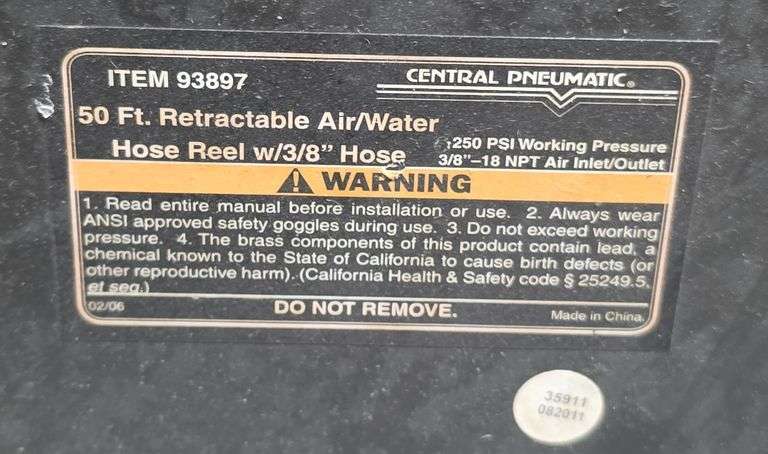 ITEM 93897
CENTRAL PNEUMATIC®
50 Ft. Retractable Air/Water
Hose Reel w/3/8" Hose
250 PSI Working Pressure
3/8"–18 NPT Air Inlet/Outlet
⚠ WARNING
1. Read entire manual before installation or use. 2. Always wear
ANSI approved safety goggles during use. 3. Do not exceed working
pressure. 4. The brass components of this product contain lead, a
chemical known to the State of California to cause birth defects (or
other reproductive harm). (California Health & Safety code § 25249.5,
et seq.)
02/06
DO NOT REMOVE.
Made in China.
35911
082011